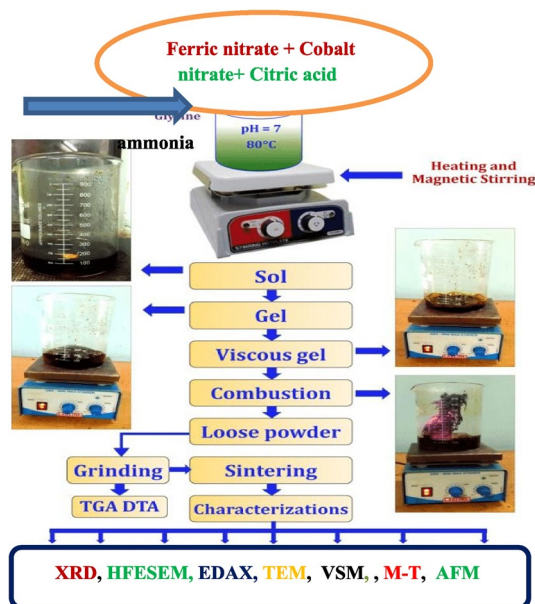 Ferric nitrate + Cobalt
nitrate+ Citric acid
Glycine
ammonia
pH = 7
80°C
Heating and
Magnetic Stirring
Sol
Gel
Viscous gel
Combustion
Loose powder
Grinding
Sintering
TGA DTA
Characterizations
XRD, HFESEM, EDAX, TEM, VSM, , M-T, AFM